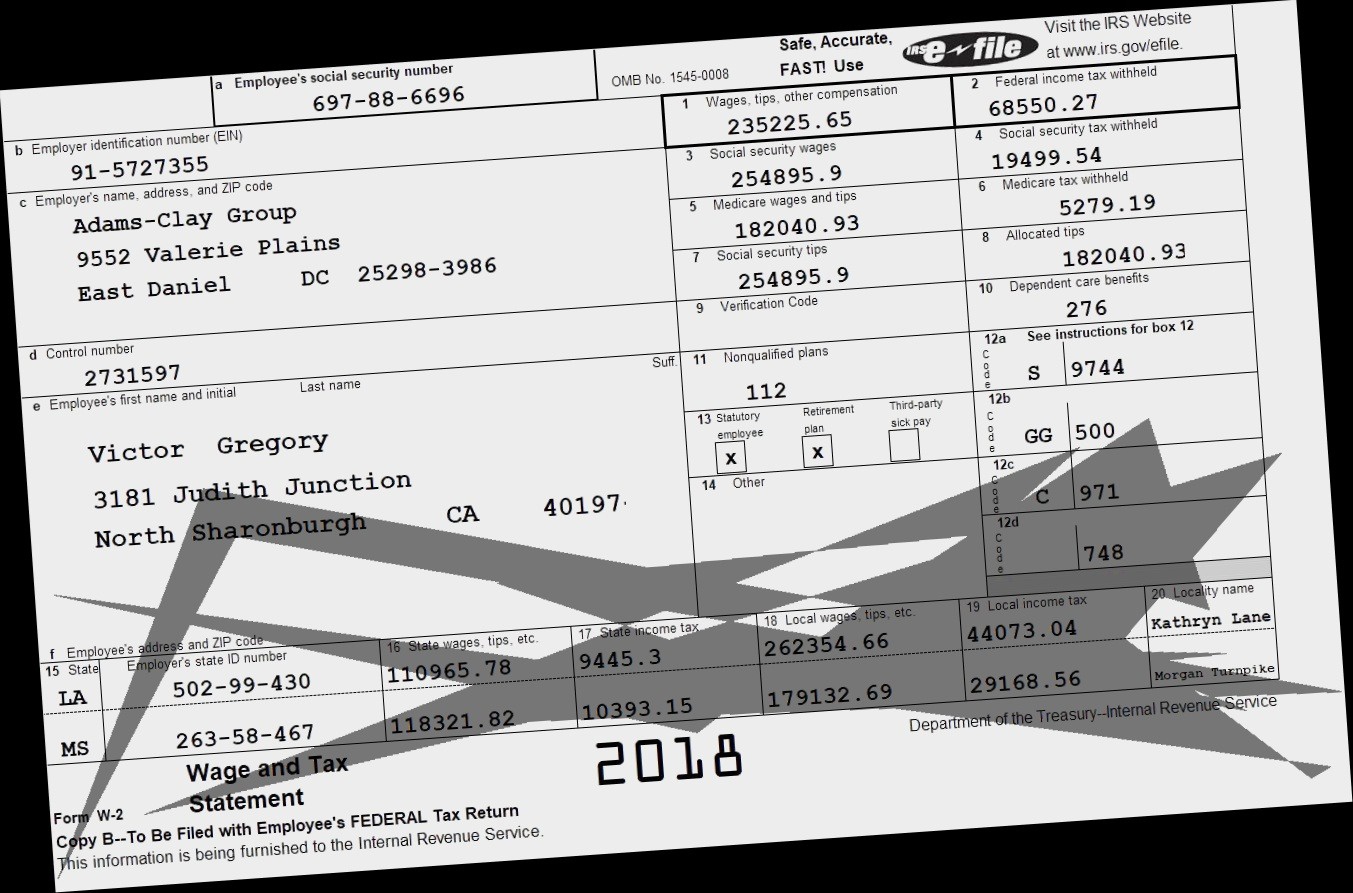 a Employee's social security number
697-88-6696
OMB No. 1545-0008
Safe, Accurate,
FAST! Use
IRS e-file
Visit the IRS Website
at www.irs.gov/efile.
b Employer identification number (EIN)
91-5727355
1 Wages, tips, other compensation
235225.65
2 Federal income tax withheld
68550.27
c Employer's name, address, and ZIP code
Adams-Clay Group
9552 Valerie Plains
East Daniel DC 25298-3986
3 Social security wages
254895.9
4 Social security tax withheld
19499.54
5 Medicare wages and tips
182040.93
6 Medicare tax withheld
5279.19
7 Social security tips
254895.9
8 Allocated tips
182040.93
d Control number
2731597
9 Verification Code
10 Dependent care benefits
276
e Employee's first name and initial Last name Suff.
Victor Gregory
3181 Judith Junction
North Sharonburgh CA 40197
11 Nonqualified plans
112
12a See instructions for box 12
Code S 9744
13 Statutory employee x
Retirement plan x
Third-party sick pay
12b
Code GG 500
14 Other
12c
Code C 971
12d
Code 748
f Employee's address and ZIP code
15 State Employer's state ID number
16 State wages, tips, etc.
17 State income tax
18 Local wages, tips, etc.
19 Local income tax
20 Locality name
LA 502-99-430 110965.78 9445.3 262354.66 44073.04 Kathryn Lane
MS 263-58-467 118321.82 10393.15 179132.69 29168.56 Morgan Turnpike
Form W-2
Wage and Tax
Statement
2018
Department of the Treasury--Internal Revenue Service
Copy B--To Be Filed with Employee's FEDERAL Tax Return
This information is being furnished to the Internal Revenue Service.